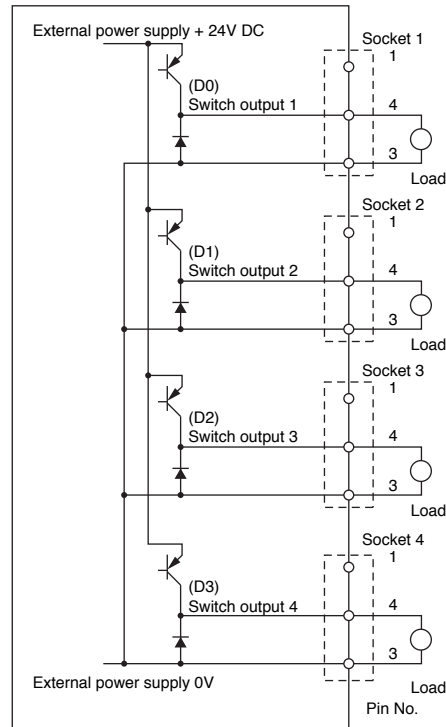 External power supply + 24V DC
Socket 1
1
(D0)
Switch output 1
4
3
Load
Socket 2
1
(D1)
Switch output 2
4
3
Load
Socket 3
1
(D2)
Switch output 3
4
3
Load
Socket 4
1
(D3)
Switch output 4
4
3
External power supply 0V
Load
Pin No.